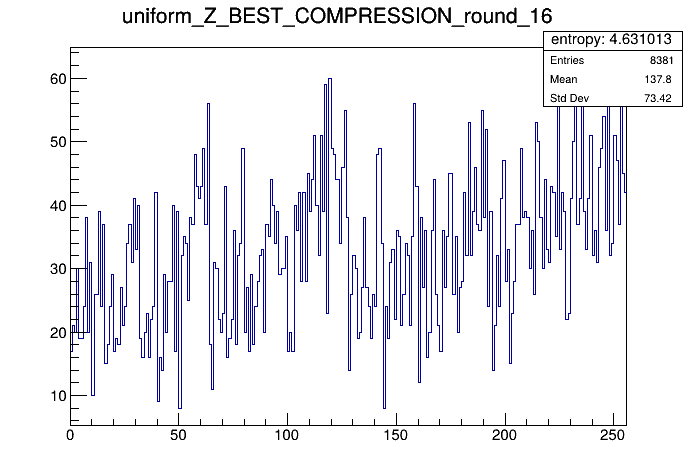 uniform_Z_BEST_COMPRESSION_round_16
entropy: 4.631013
Entries 8381
Mean 137.8
Std Dev 73.42
60
50
40
30
20
10
0 50 100 150 200 250